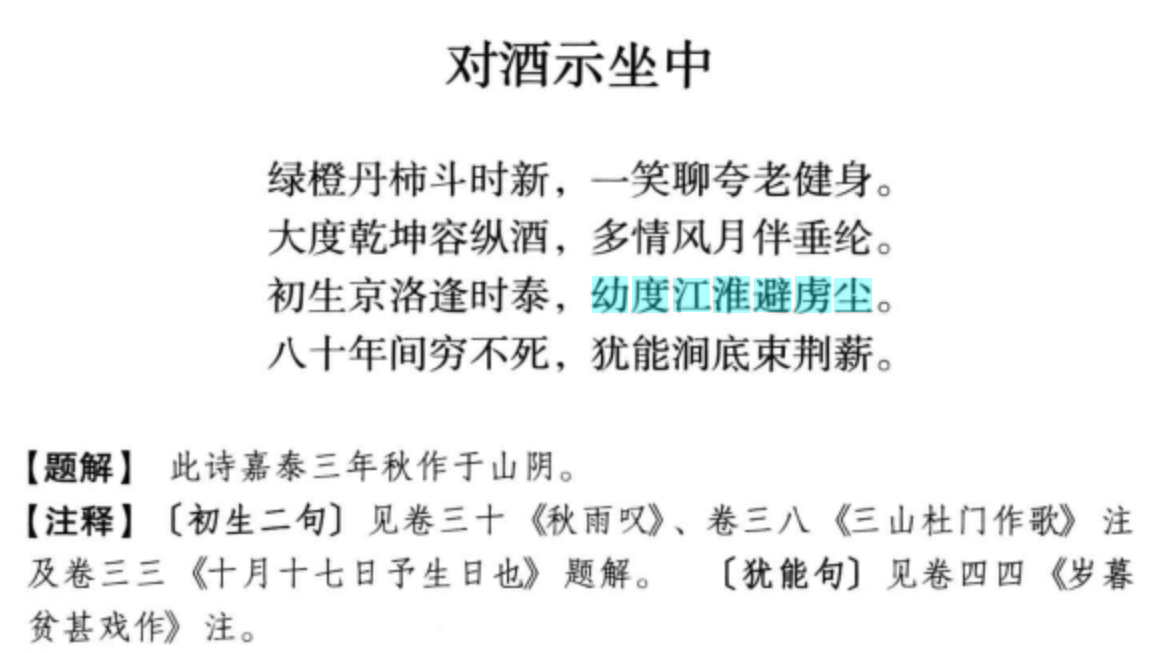 对酒示坐中
绿橙丹柿斗时新，一笑聊夸老健身。
大度乾坤容纵酒，多情风月伴垂纶。
初生京洛逢时泰，幼度江淮避虏尘。
八十年间穷不死，犹能涧底束荆薪。
【题解】 此诗嘉泰三年秋作于山阴。
【注释】〔初生二句〕见卷三十《秋雨叹》、卷三八《三山杜门作歌》注
及卷三三《十月十七日予生日也》题解。 〔犹能句〕见卷四四《岁暮
贫甚戏作》注。